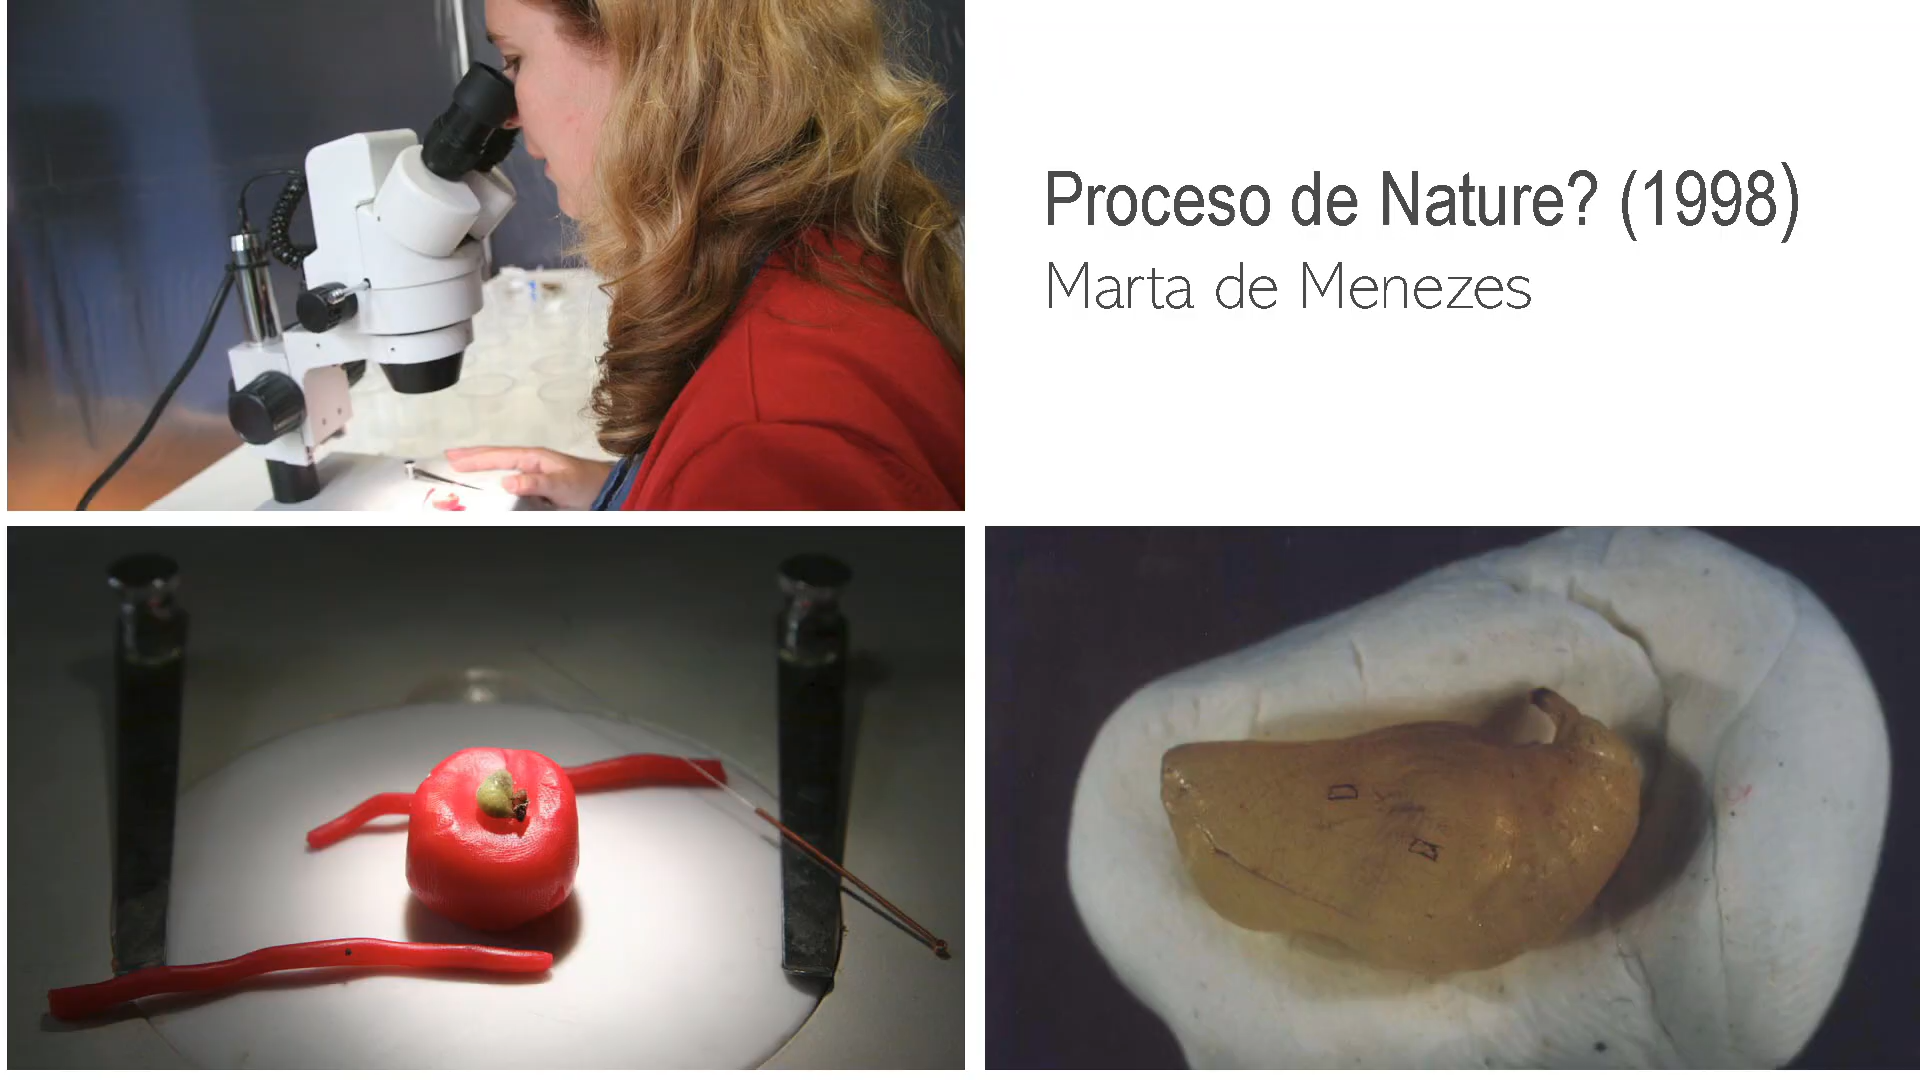 Proceso de Nature? (1998)
Marta de Menezes